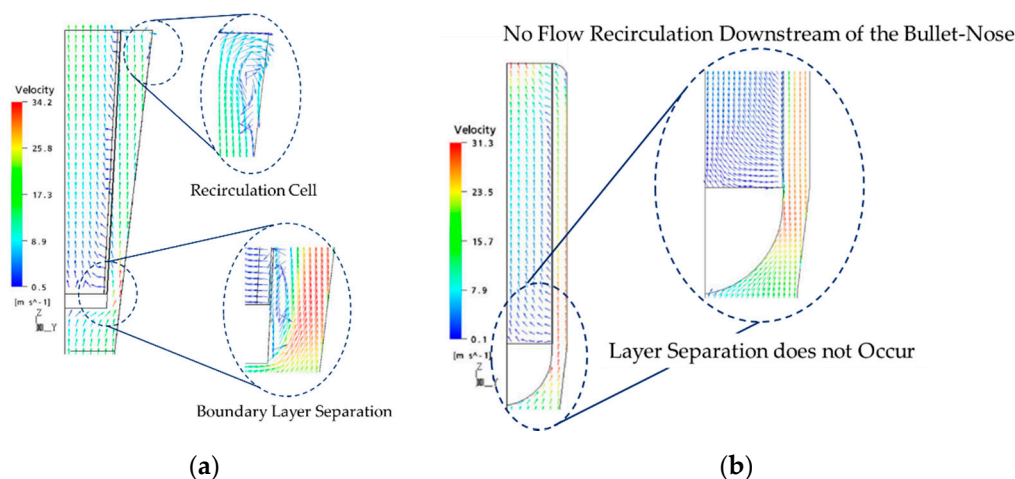 No Flow Recirculation Downstream of the Bullet-Nose
Velocity
34.2
25.8
17.3
8.9
0.5
[m s^-1]
Z
Y
Recirculation Cell
Boundary Layer Separation
Velocity
31.3
23.5
15.7
7.9
0.1
[m s^-1]
Z
Y
Layer Separation does not Occur
(a)
(b)